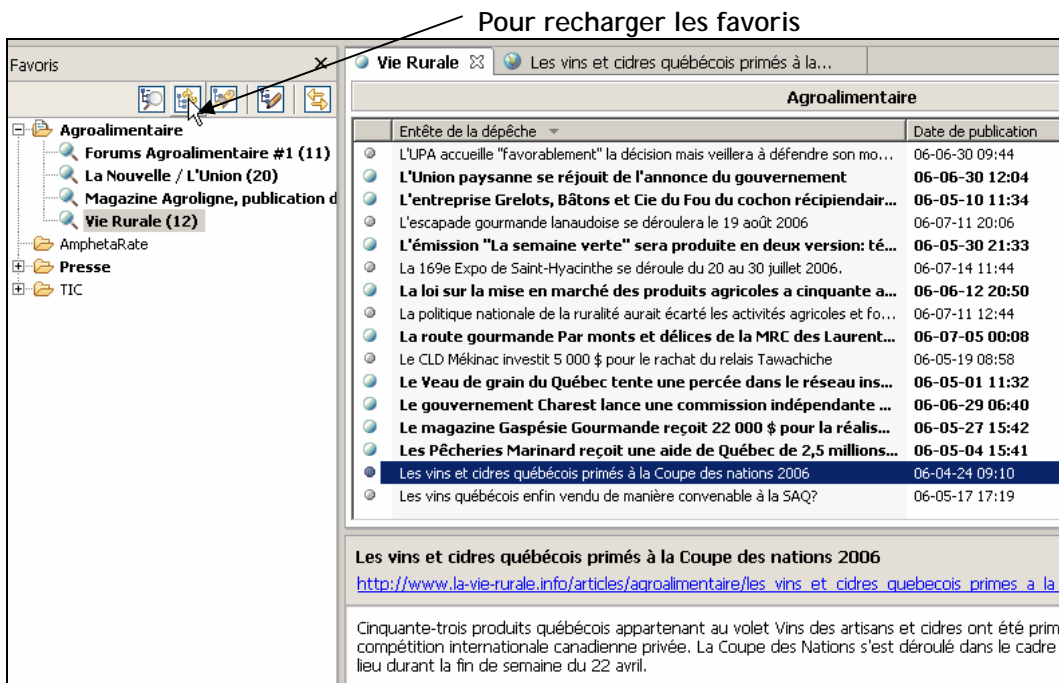 Pour recharger les favoris
Favoris
Agroalimentaire
Forums Agroalimentaire #1 (11)
La Nouvelle / L'Union (20)
Magazine Agroligne, publication d
Vie Rurale (12)
AmphetaRate
Presse
TIC
Vie Rurale
Les vins et cidres québécois primés à la...
Agroalimentaire
Entête de la dépêche Date de publication
L'UPA accueille "favorablement" la décision mais veillera à défendre son mo... 06-06-30 09:44
L'Union paysanne se réjouit de l'annonce du gouvernement 06-06-30 12:04
L'entreprise Grelots, Bâtons et Cie du Fou du cochon récipiendair... 06-05-10 11:34
L'escapade gourmande lanaudoise se déroulera le 19 août 2006 06-07-11 20:06
L'émission "La semaine verte" sera produite en deux version: té... 06-05-30 21:33
La 169e Expo de Saint-Hyacinthe se déroule du 20 au 30 juillet 2006. 06-07-14 11:44
La loi sur la mise en marché des produits agricoles a cinquante a... 06-06-12 20:50
La politique nationale de la ruralité aurait écarté les activités agricoles et fo... 06-07-11 12:44
La route gourmande Par monts et délices de la MRC des Laurent... 06-07-05 00:08
Le CLD Mékinac investit 5 000 $ pour le rachat du relais Tawachiche 06-05-19 08:58
Le Veau de grain du Québec tente une percée dans le réseau ins... 06-05-01 11:32
Le gouvernement Charest lance une commission indépendante ... 06-06-29 06:40
Le magazine Gaspésie Gourmande reçoit 22 000 $ pour la réalis... 06-05-27 15:42
Les Pêcheries Marinard reçoit une aide de Québec de 2,5 millions... 06-05-04 15:41
Les vins et cidres québécois primés à la Coupe des nations 2006 06-04-24 09:10
Les vins québécois enfin vendu de manière convenable à la SAQ? 06-05-17 17:19
Les vins et cidres québécois primés à la Coupe des nations 2006
http://www.la-vie-rurale.info/articles/agroalimentaire/les_vins_et_cidres_quebecois_primes_a_la_
Cinquante-trois produits québécois appartenant au volet Vins des artisans et cidres ont été prim
compétition internationale canadienne privée. La Coupe des Nations s'est déroulé dans le cadre
lieu durant la fin de semaine du 22 avril.